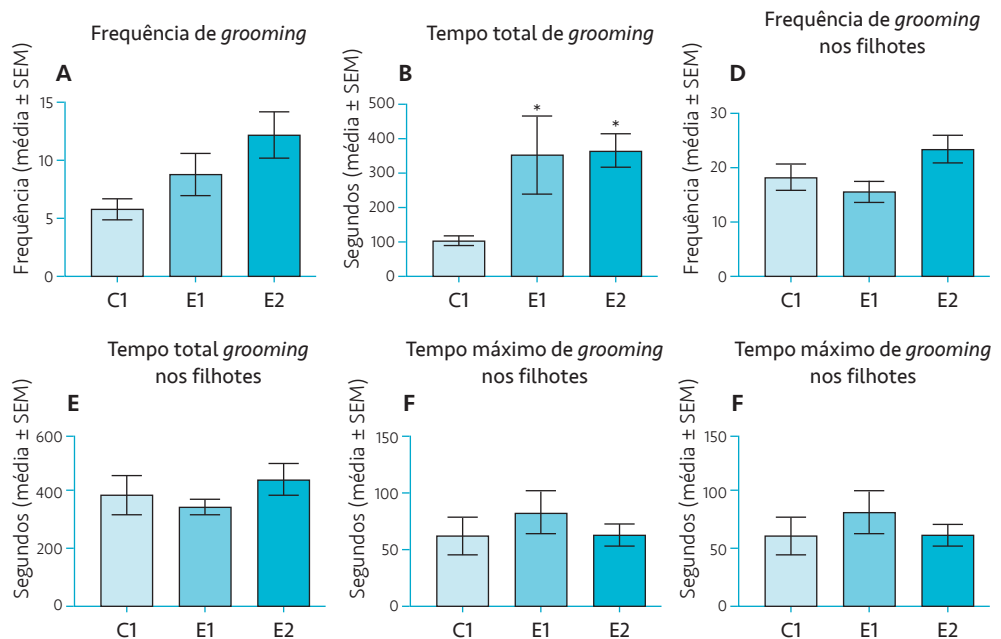 Frequência de grooming
A
Frequência (média ± SEM)
15
10
5
0
C1 E1 E2
Tempo total de grooming
B
Segundos (média ± SEM)
500
400
300
200
100
0
* *
C1 E1 E2
Frequência de grooming
nos filhotes
D
Frequência (média ± SEM)
30
20
10
0
C1 E1 E2
Tempo total grooming
nos filhotes
E
Segundos (média ± SEM)
600
400
200
0
C1 E1 E2
Tempo máximo de grooming
nos filhotes
F
Segundos (média ± SEM)
150
100
50
0
C1 E1 E2
Tempo máximo de grooming
nos filhotes
F
Segundos (média ± SEM)
150
100
50
0
C1 E1 E2